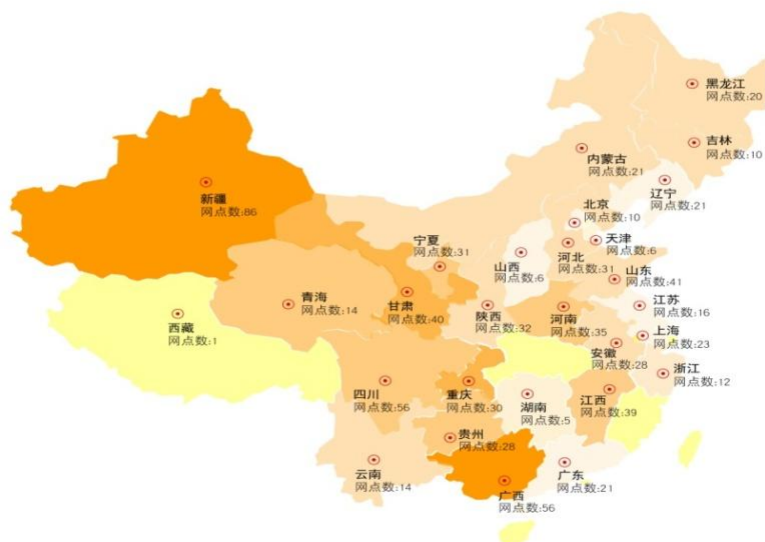 黑龙江
网点数:20
吉林
网点数:10
内蒙古
网点数:21
辽宁
网点数:21
新疆
网点数:86
北京
网点数:10
宁夏
网点数:31
天津
网点数:6
河北
网点数:31
山西
网点数:6
山东
网点数:41
青海
网点数:14
甘肃
网点数:40
陕西
网点数:32
河南
网点数:35
江苏
网点数:16
西藏
网点数:1
上海
网点数:23
安徽
网点数:28
浙江
网点数:12
四川
网点数:56
重庆
网点数:30
湖南
网点数:5
江西
网点数:39
贵州
网点数:28
云南
网点数:14
广东
网点数:21
广西
网点数:56